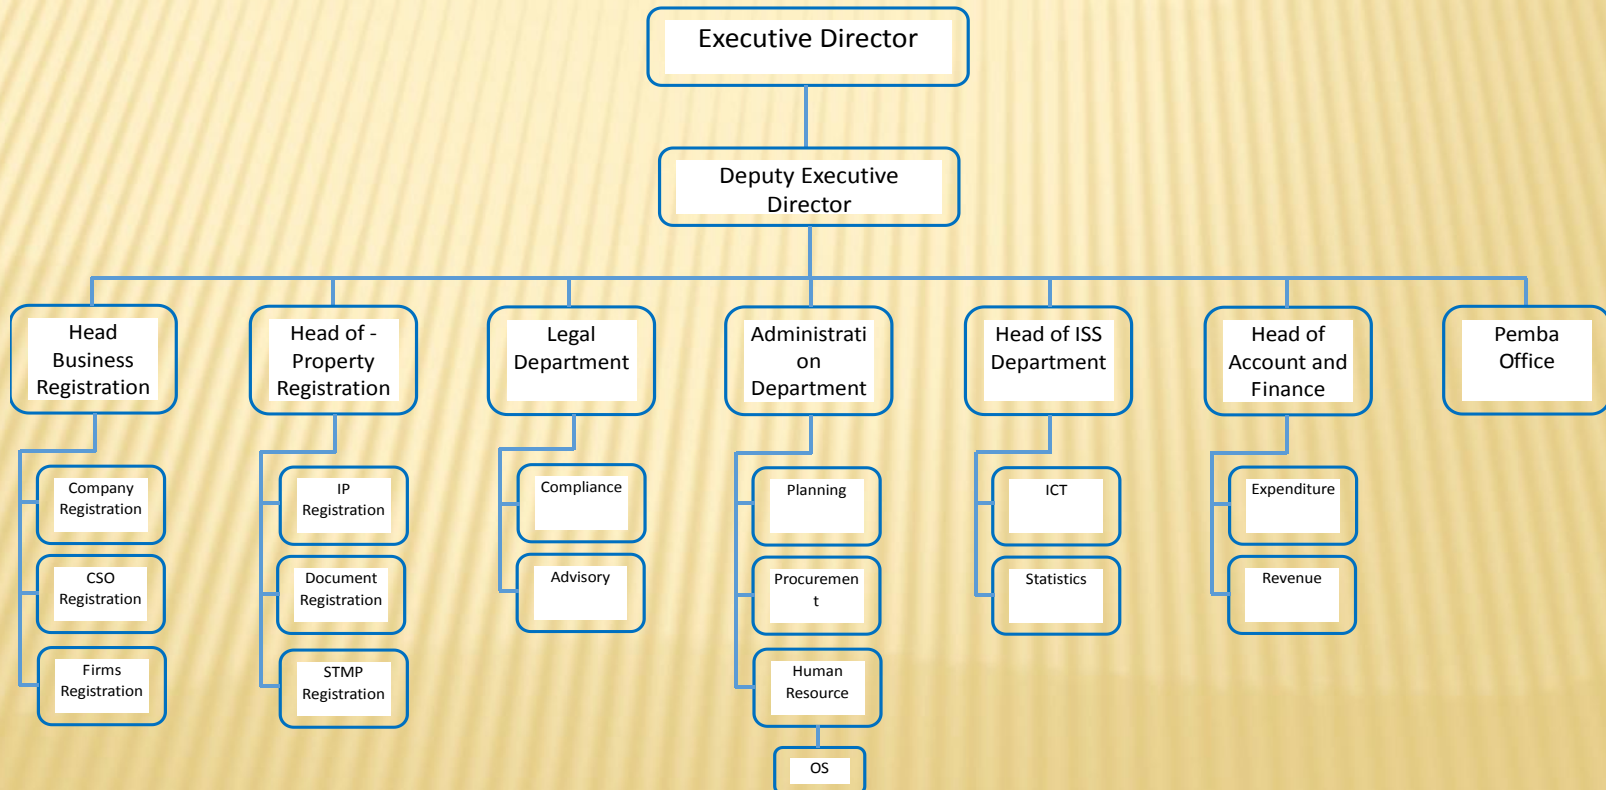 Executive Director
Deputy Executive
Director
Head
Business
Registration
Head of -
Property
Registration
Legal
Department
Administrati
on
Department
Head of ISS
Department
Head of
Account and
Finance
Pemba
Office
Company
Registration
IP
Registration
Compliance
Planning
ICT
Expenditure
CSO
Registration
Document
Registration
Advisory
Procuremen
t
Statistics
Revenue
Firms
Registration
STMP
Registration
Human
Resource
OS